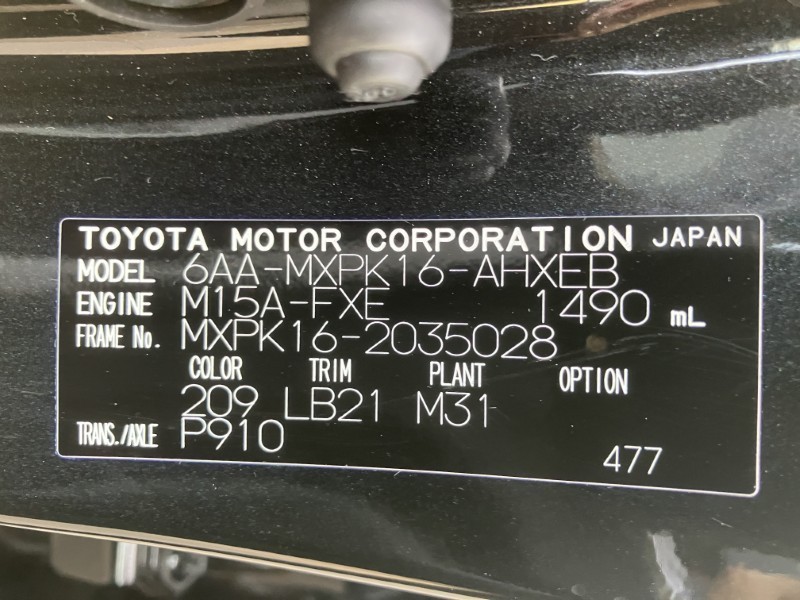 TOYOTA MOTOR CORPORATION JAPAN
MODEL 6AA-MXPK16-AHXEB
ENGINE M15A-FXE 1490 mL
FRAME No. MXPK16-2035028
COLOR TRIM PLANT OPTION
209 LB21 M31
TRANS./AXLE P910
477